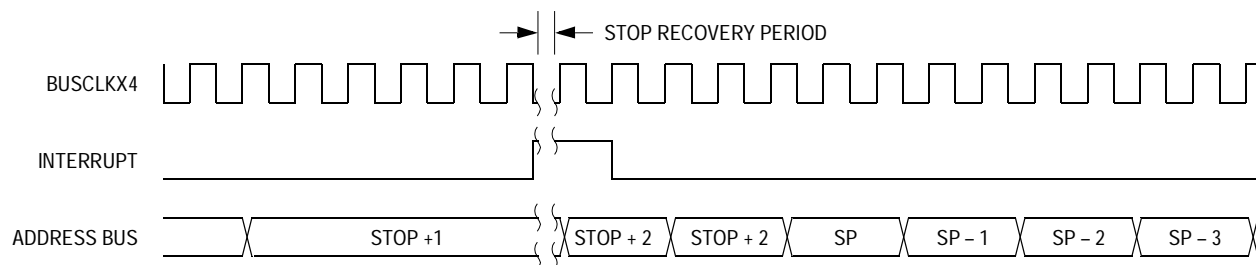 STOP RECOVERY PERIOD
BUSCLKX4
INTERRUPT
ADDRESS BUS STOP +1 STOP + 2 STOP + 2 SP SP – 1 SP – 2 SP – 3